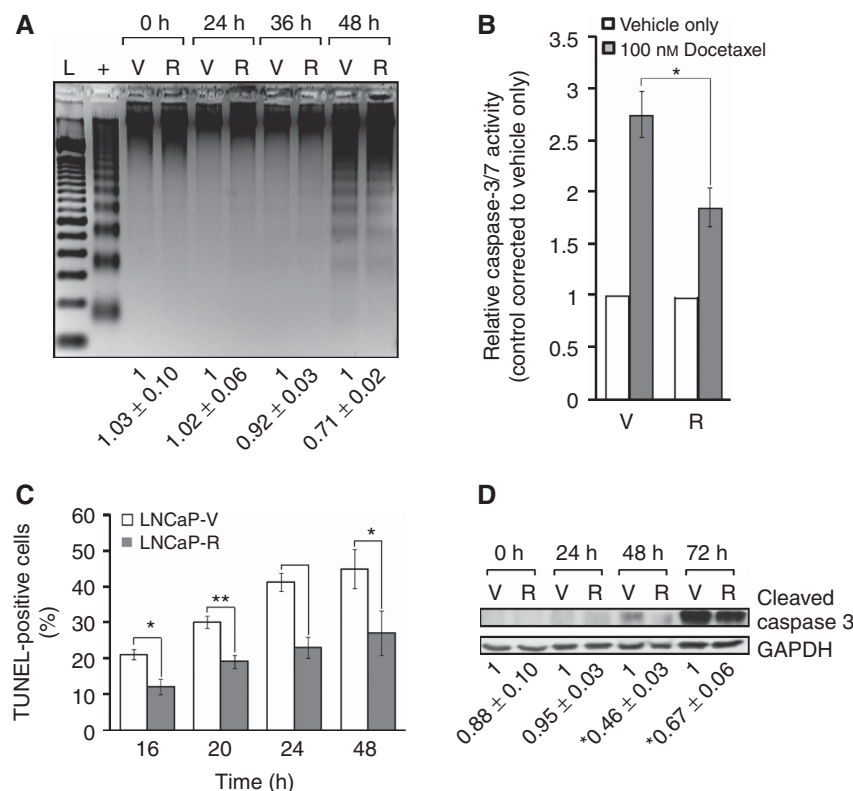 A
0 h 24 h 36 h 48 h
L + V R V R V R V R
1 1 1 1
1.03 ± 0.10 1.02 ± 0.06 0.92 ± 0.03 0.71 ± 0.02
B
Vehicle only
100 nM Docetaxel
Relative caspase-3/7 activity
(control corrected to vehicle only)
3.5
3
2.5
2
1.5
1
0.5
0
*
V R
C
TUNEL-positive cells
(%)
60
50
40
30
20
10
0
LNCaP-V
LNCaP-R
* ** *
16 20 24 48
Time (h)
D
0 h 24 h 48 h 72 h
V R V R V R V R
Cleaved
caspase 3
GAPDH
1 1 1 1
0.88 ± 0.10 0.95 ± 0.03 *0.46 ± 0.03 *0.67 ± 0.06